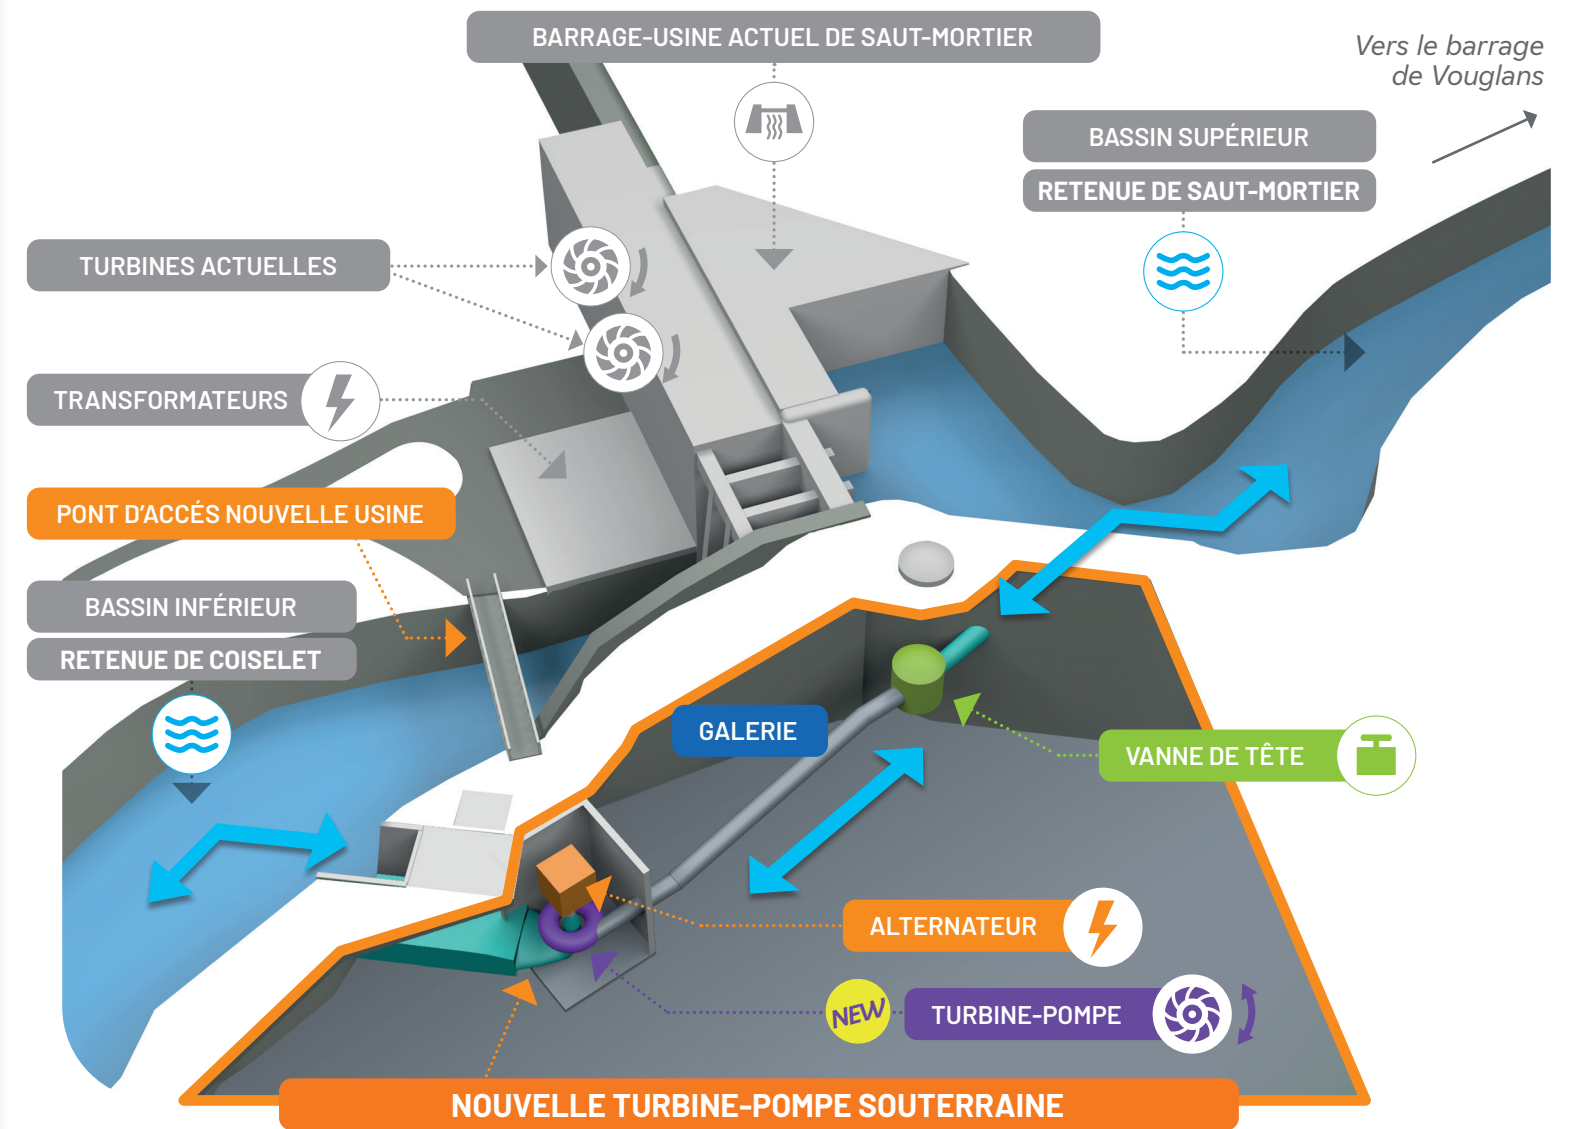 BARRAGE-USINE ACTUEL DE SAUT-MORTIER
Vers le barrage
de Vouglans
BASSIN SUPÉRIEUR
RETENUE DE SAUT-MORTIER
TURBINES ACTUELLES
TRANSFORMATEURS
PONT D'ACCÉS NOUVELLE USINE
BASSIN INFÉRIEUR
RETENUE DE COISELET
GALERIE
VANNE DE TÊTE
ALTERNATEUR
NEW
TURBINE-POMPE
NOUVELLE TURBINE-POMPE SOUTERRAINE